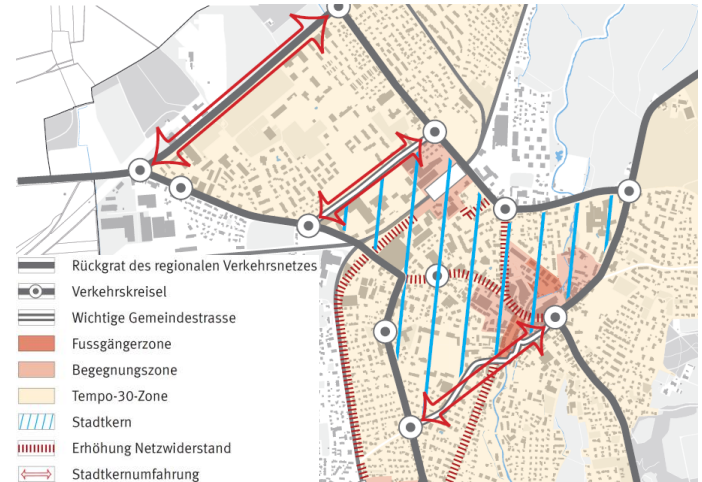 Rückgrat des regionalen Verkehrsnetzes
Verkehrskreisel
Wichtige Gemeindestrasse
Fussgängerzone
Begegnungszone
Tempo-30-Zone
Stadtkern
Erhöhung Netzwiderstand
Stadtkernumfahrung